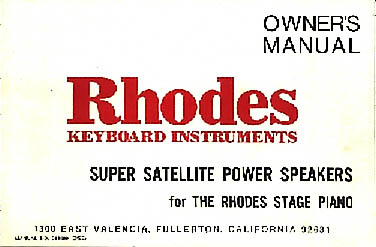 OWNER'S
MANUAL
Rhodes
KEYBOARD INSTRUMENTS
SUPER SATELLITE POWER SPEAKERS
for THE RHODES STAGE PIANO
1300 EAST VALENCIA, FULLERTON, CALIFORNIA 92631